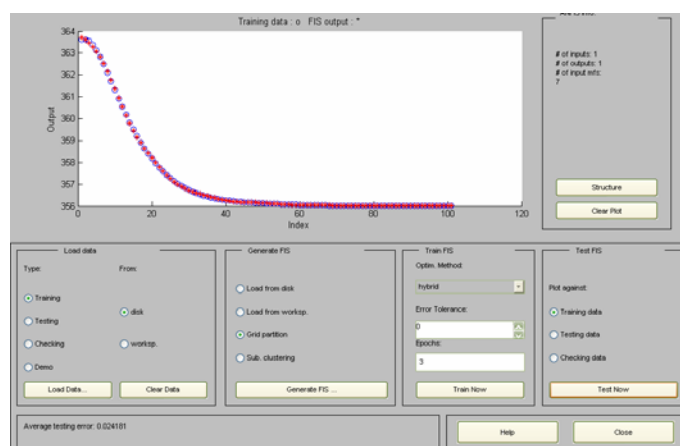 Training data : o   FIS output : *
364
363
362
361
360
359
358
357
356
Output
0
20
40
60
80
100
120
Index
# of inputs: 1
# of outputs: 1
# of input mfs:
7
Structure
Clear Plot
Load data
Type:
From:
Training
Testing
Checking
Demo
disk
worksp.
Load Data...
Clear Data
Generate FIS
Load from disk
Load from worksp.
Grid partition
Sub. clustering
Generate FIS ...
Train FIS
Optim. Method:
hybrid
Error Tolerance:
0
Epochs:
3
Train Now
Test FIS
Plot against:
Training data
Testing data
Checking data
Test Now
Average testing error: 0.024181
Help
Close